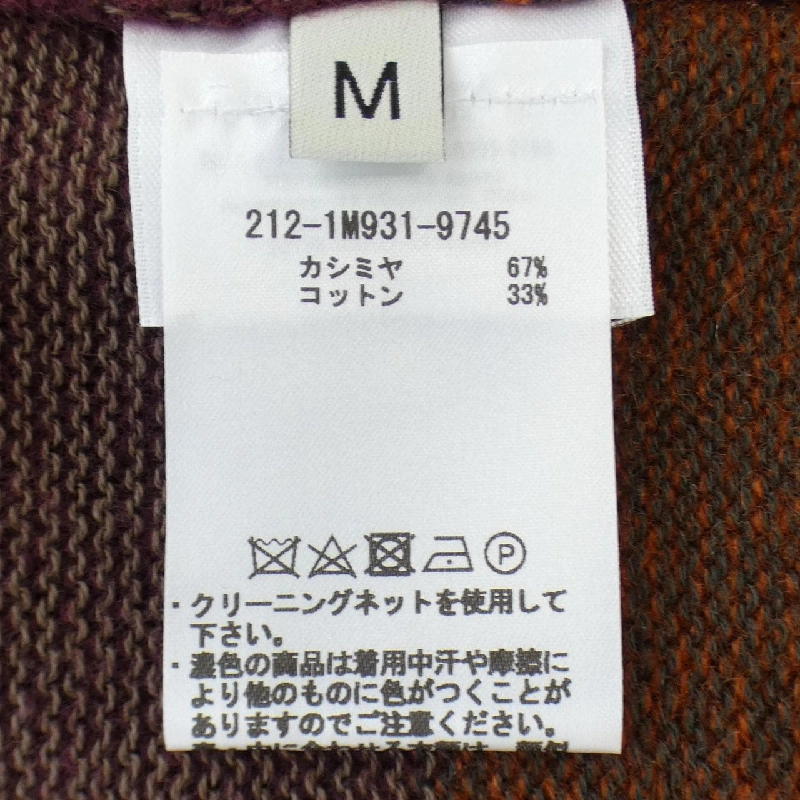 M
212-1M931-9745
カシミヤ 67%
コットン 33%
P
・クリーニングネットを使用して
下さい。
・濃色の商品は着用中汗や摩擦に
より他のものに色がつくことが
ありますのでご注意ください。